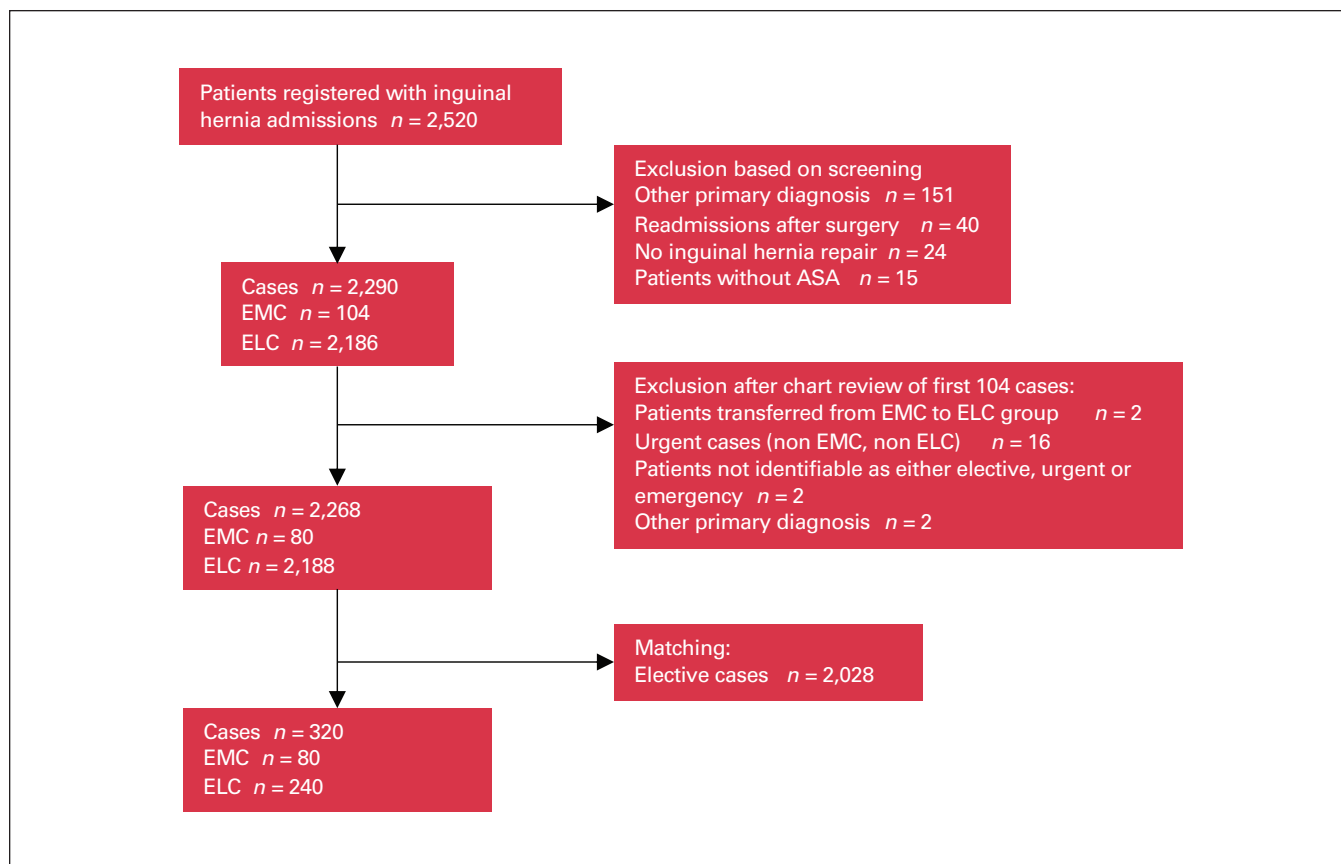 Patients registered with inguinal
hernia admissions n = 2,520
Exclusion based on screening
Other primary diagnosis n = 151
Readmissions after surgery n = 40
No inguinal hernia repair n = 24
Patients without ASA n = 15
Cases n = 2,290
EMC n = 104
ELC n = 2,186
Exclusion after chart review of first 104 cases:
Patients transferred from EMC to ELC group n = 2
Urgent cases (non EMC, non ELC) n = 16
Patients not identifiable as either elective, urgent or
emergency n = 2
Other primary diagnosis n = 2
Cases n = 2,268
EMC n = 80
ELC n = 2,188
Matching:
Elective cases n = 2,028
Cases n = 320
EMC n = 80
ELC n = 240